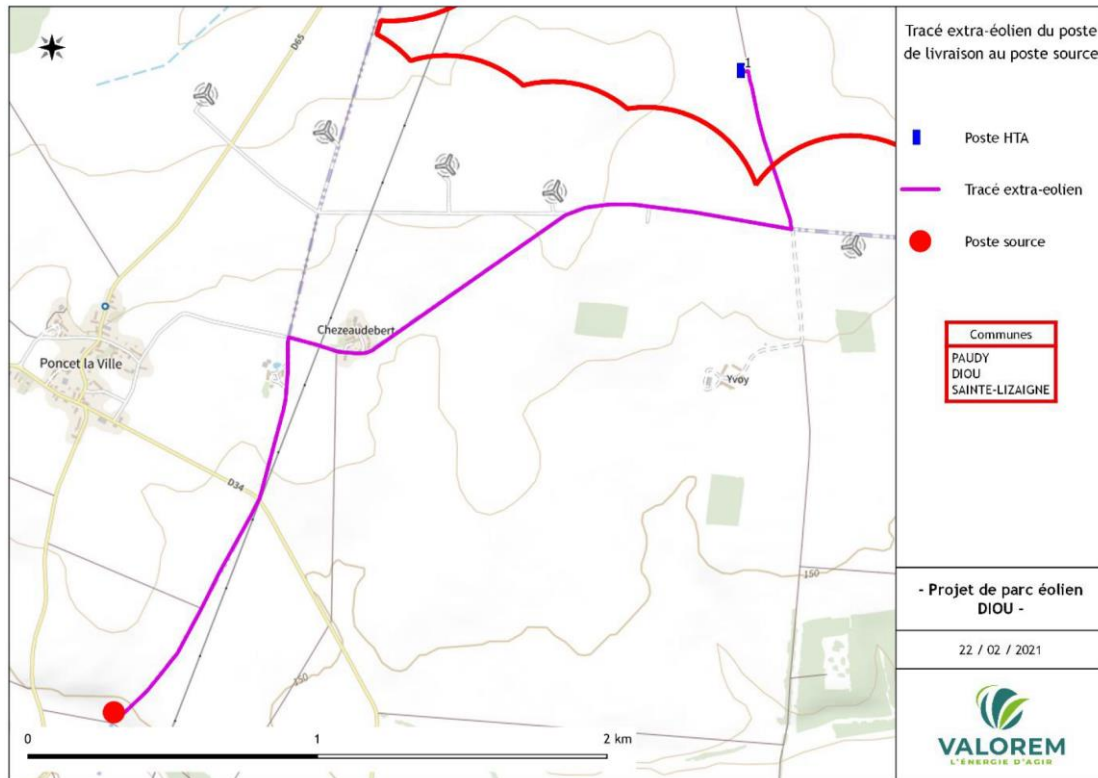 Tracé extra-éolien du poste
de livraison au poste source
Poste HTA
Tracé extra-eolien
Poste source
Communes
PAUDY
DIOU
SAINTE-LIZAIGNE
- Projet de parc éolien
DIOU -
22 / 02 / 2021
VALOREM
L'ÉNERGIE D'AGIR
D65
1
Chezeaudebert
Poncet la Ville
Yvoy
D34
150
150
0
1
2 km